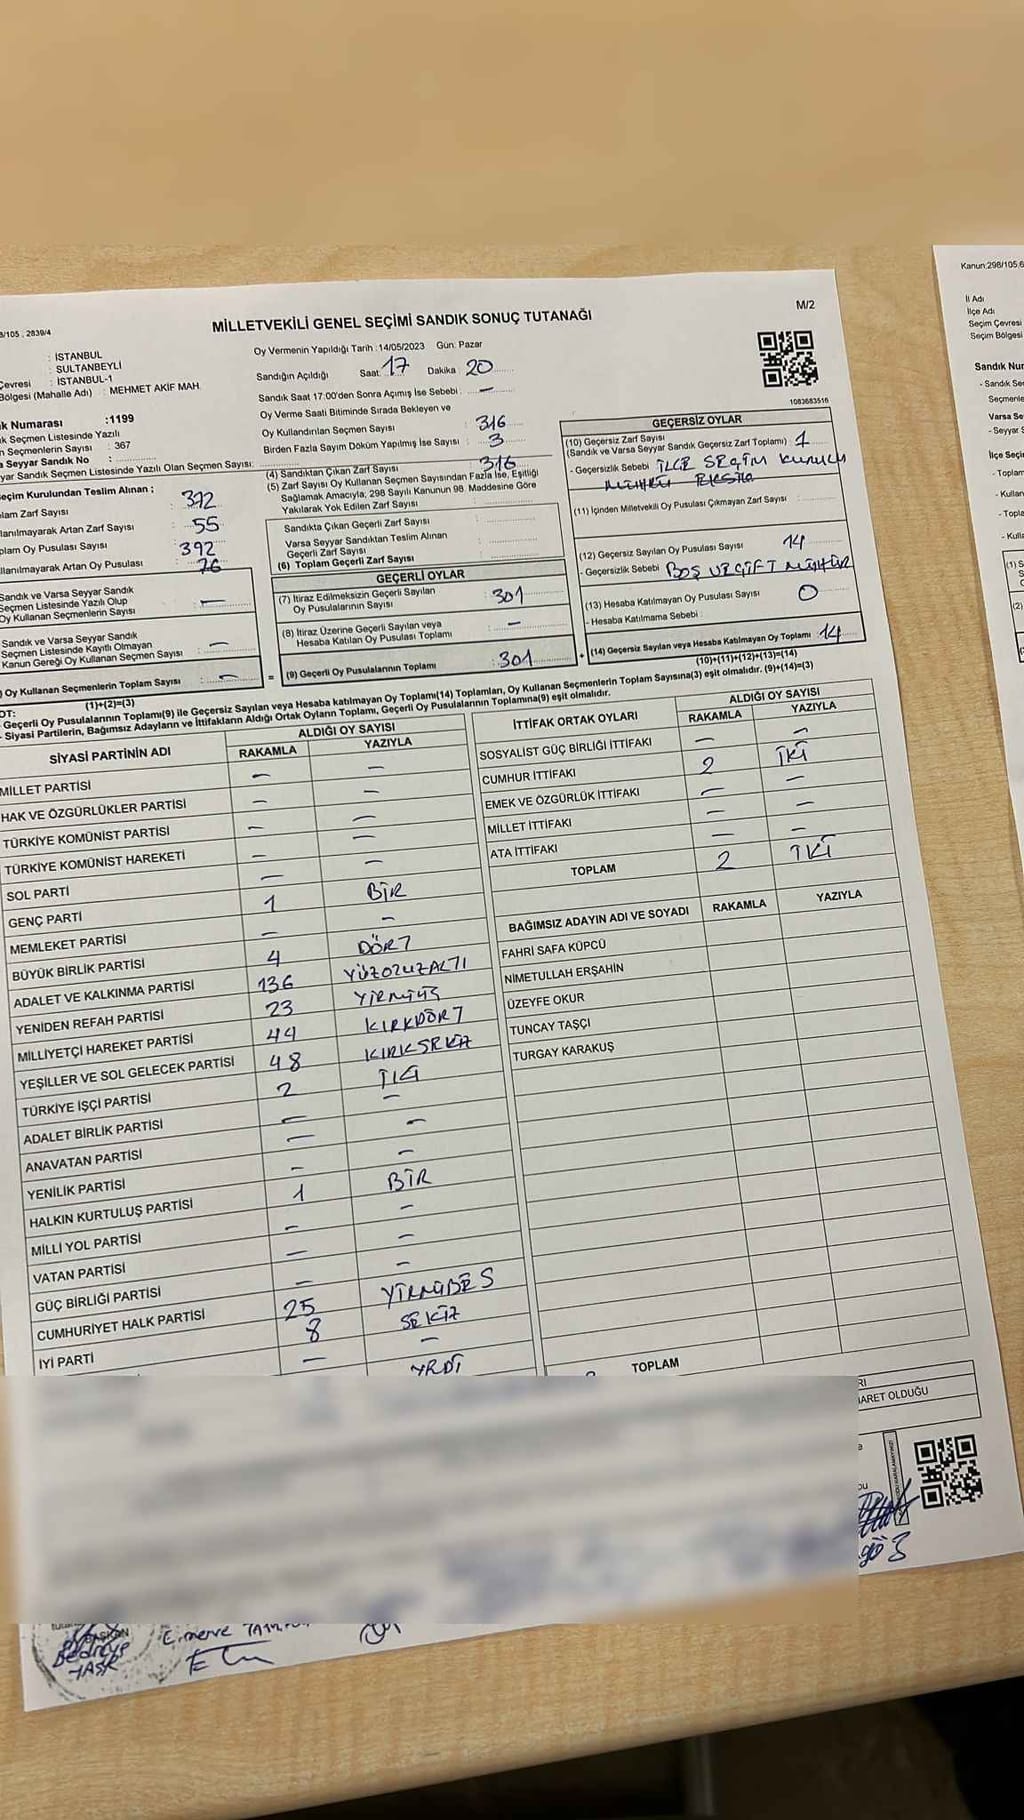 MİLLETVEKİLİ GENEL SEÇİMİ SANDIK SONUÇ TUTANAĞI
M/2
/105 , 2839/4
: İSTANBUL
: SULTANBEYLİ
Çevresi : İSTANBUL-1
Bölgesi (Mahalle Adı) : MEHMET AKİF MAH.
k Numarası :1199
k Seçmen Listesinde Yazılı
n Seçmenlerin Sayısı : 367
a Seyyar Sandık No :
yar Sandık Seçmen Listesinde Yazılı Olan Seçmen Sayısı:
Oy Vermenin Yapıldığı Tarih :14/05/2023 Gün: Pazar
Sandığın Açıldığı Saat 17 Dakika 20
Sandık Saat 17:00'den Sonra Açımış İse Sebebi : —
Oy Verme Saati Bitiminde Sırada Bekleyen ve
Oy Kullandırılan Seçmen Sayısı : 316
Birden Fazla Sayım Döküm Yapılmış İse Sayısı : 3
1083683516
eçim Kurulundan Teslim Alınan ;
lam Zarf Sayısı : 372
lanılmayarak Artan Zarf Sayısı : 55
plam Oy Pusulası Sayısı : 392
llanılmayarak Artan Oy Pusulası : 76
Sandık ve Varsa Seyyar Sandık
Seçmen Listesinde Yazılı Olup
Oy Kullanan Seçmenlerin Sayısı : —
Sandık ve Varsa Seyyar Sandık
Seçmen Listesinde Kayıtlı Olmayan
Kanun Gereği Oy Kullanan Seçmen Sayısı : —
) Oy Kullanan Seçmenlerin Toplam Sayısı : —
(1)+(2)=(3)
(4) Sandıktan Çıkan Zarf Sayısı : 316
(5) Zarf Sayısı Oy Kullanan Seçmen Sayısından Fazla İse, Eşitliği
Sağlamak Amacıyla, 298 Sayılı Kanunun 98. Maddesine Göre
Yakılarak Yok Edilen Zarf Sayısı
Sandıkta Çıkan Geçerli Zarf Sayısı :
Varsa Seyyar Sandıktan Teslim Alınan
Geçerli Zarf Sayısı :
(6) Toplam Geçerli Zarf Sayısı :
GEÇERLİ OYLAR
(7) İtiraz Edilmeksizin Geçerli Sayılan
Oy Pusulalarının Sayısı : 301
(8) İtiraz Üzerine Geçerli Sayılan veya
Hesaba Katılan Oy Pusulası Toplamı : —
= (9) Geçerli Oy Pusulalarının Toplamı : 301 +
GEÇERSİZ OYLAR
(10) Geçersiz Zarf Sayısı
(Sandık ve Varsa Seyyar Sandık Geçersiz Zarf Toplamı) : 1
- Geçersizlik Sebebi : İLÇE SEÇİM KURULU
MÜHRÜ EKSİK
(11) İçinden Milletvekili Oy Pusulası Çıkmayan Zarf Sayısı :
(12) Geçersiz Sayılan Oy Pusulası Sayısı : 14
- Geçersizlik Sebebi : BOŞ VE ÇİFT MÜHÜR
(13) Hesaba Katılmayan Oy Pusulası Sayısı : 0
- Hesaba Katılmama Sebebi :
(14) Geçersiz Sayılan veya Hesaba Katılmayan Oy Toplamı : 14
(10)+(11)+(12)+(13)=(14)
OT:
Geçerli Oy Pusulalarının Toplamı(9) ile Geçersiz Sayılan veya Hesaba katılmayan Oy Toplamı(14) Toplamları, Oy Kullanan Seçmenlerin Toplam Sayısına(3) eşit olmalıdır. (9)+(14)=(3)
- Siyasi Partilerin, Bağımsız Adayların ve İttifakların Aldığı Ortak Oyların Toplamı, Geçerli Oy Pusulalarının Toplamına(9) eşit olmalıdır.
SİYASİ PARTİNİN ADI ALDIĞI OY SAYISI
RAKAMLA YAZIYLA
MİLLET PARTİSİ — —
HAK VE ÖZGÜRLÜKLER PARTİSİ — —
TÜRKİYE KOMÜNİST PARTİSİ — —
TÜRKİYE KOMÜNİST HAREKETİ — —
SOL PARTİ — —
GENÇ PARTİ 1 BİR
MEMLEKET PARTİSİ — —
BÜYÜK BİRLİK PARTİSİ 4 DÖRT
ADALET VE KALKINMA PARTİSİ 136 YÜZOTUZALTI
YENİDEN REFAH PARTİSİ 23 YİRMİÜÇ
MİLLİYETÇİ HAREKET PARTİSİ 44 KIRKDÖRT
YEŞİLLER VE SOL GELECEK PARTİSİ 48 KIRKSEKİZ
TÜRKİYE İŞÇİ PARTİSİ 2 İKİ
ADALET BİRLİK PARTİSİ — —
ANAVATAN PARTİSİ — —
YENİLİK PARTİSİ — —
HALKIN KURTULUŞ PARTİSİ 1 BİR
MİLLİ YOL PARTİSİ — —
VATAN PARTİSİ — —
GÜÇ BİRLİĞİ PARTİSİ — —
CUMHURİYET HALK PARTİSİ 25 YİRMİBEŞ
İYİ PARTİ 8 SEKİZ
— —
YEDİ
İTTİFAK ORTAK OYLARI ALDIĞI OY SAYISI
RAKAMLA YAZIYLA
SOSYALİST GÜÇ BİRLİĞİ İTTİFAKI — —
CUMHUR İTTİFAKI 2 İKİ
EMEK VE ÖZGÜRLÜK İTTİFAKI — —
MİLLET İTTİFAKI — —
ATA İTTİFAKI — —
TOPLAM 2 İKİ
BAĞIMSIZ ADAYIN ADI VE SOYADI RAKAMLA YAZIYLA
FAHRİ SAFA KÜPCÜ
NİMETULLAH ERŞAHİN
ÜZEYFE OKUR
TUNCAY TAŞÇI
TURGAY KARAKUŞ
TOPLAM
RI
ARET OLDUĞU
BAŞKAN
Bedriye
TAŞK
E.merve
Kanun:298/105,6
İl Adı
İlçe Adı
Seçim Çevresi
Seçim Bölgesi
Sandık Nur
- Sandık Se
Seçmenle
Varsa Se
- Seyyar S
İlçe Seçi
- Toplam
- Kullan
- Topla
- Kulla
(1) S
(2)